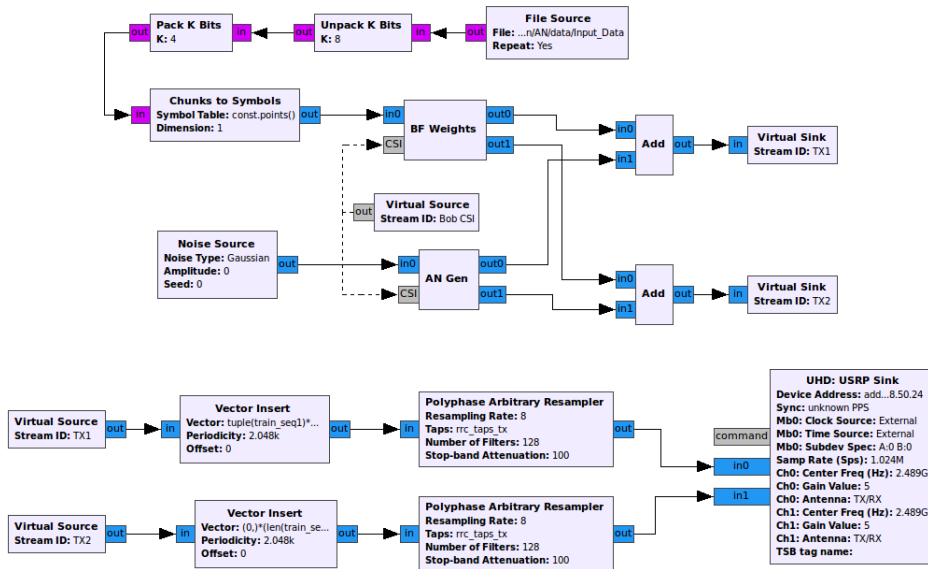 Pack K Bits
out
in
K: 4
Unpack K Bits
out
in
K: 8
File Source
out
File: ...n/AN/data/Input_Data
Repeat: Yes
Chunks to Symbols
in
Symbol Table: const.points()
out
Dimension: 1
in0
out0
BF Weights
CSI
out1
in0
Add
out
in1
Virtual Sink
in
Stream ID: TX1
Virtual Source
out
Stream ID: Bob CSI
Noise Source
Noise Type: Gaussian
out
Amplitude: 0
Seed: 0
in0
out0
AN Gen
CSI
out1
in0
Add
out
in1
Virtual Sink
in
Stream ID: TX2
Virtual Source
out
Stream ID: TX1
Vector Insert
Vector: tuple(train_seq1)*...
in
out
Periodicity: 2.048k
Offset: 0
Polyphase Arbitrary Resampler
Resampling Rate: 8
in
Taps: rrc_taps_tx
out
Number of Filters: 128
Stop-band Attenuation: 100
Virtual Source
out
Stream ID: TX2
Vector Insert
Vector: (0,)*(len(train_se...
in
out
Periodicity: 2.048k
Offset: 0
Polyphase Arbitrary Resampler
Resampling Rate: 8
in
Taps: rrc_taps_tx
out
Number of Filters: 128
Stop-band Attenuation: 100
UHD: USRP Sink
Device Address: add...8.50.24
Sync: unknown PPS
Mb0: Clock Source: External
command
Mb0: Time Source: External
Mb0: Subdev Spec: A:0 B:0
in0
Samp Rate (Sps): 1.024M
Ch0: Center Freq (Hz): 2.489G
in1
Ch0: Gain Value: 5
Ch0: Antenna: TX/RX
Ch1: Center Freq (Hz): 2.489G
Ch1: Gain Value: 5
Ch1: Antenna: TX/RX
TSB tag name: